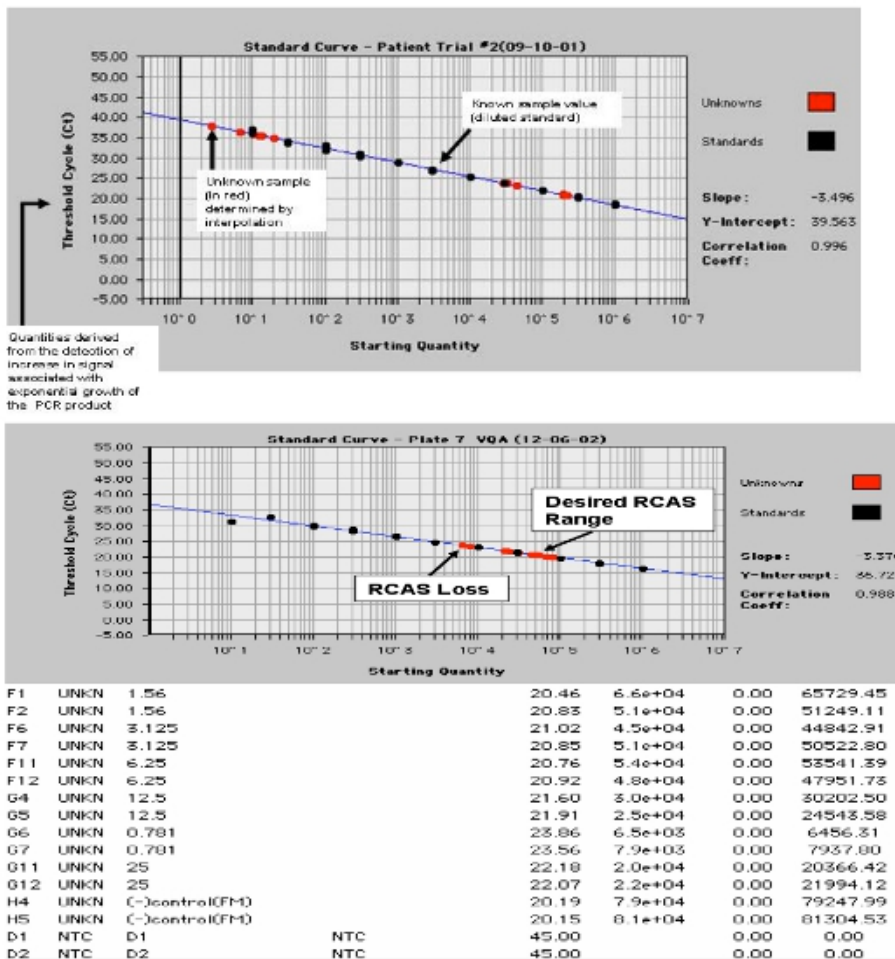 Standard Curve - Patient Trial #2(09-10-01)
Threshold Cycle (Ct)
55.00
50.00
45.00
40.00
35.00
30.00
25.00
20.00
15.00
10.00
5.00
0.00
-5.00
10^0 10^1 10^2 10^3 10^4 10^5 10^6 10^7
Starting Quantity
Known sample value
(diluted standard)
Unknown sample
(in red)
determined by
interpolation
Unknowns
Standards
Slope: -3.496
Y-Intercept: 39.563
Correlation 0.996
Coeff:
Quantities derived
from the detection of
increase in signal
associated with
exponential growth of
the PCR product
Standard Curve - Plate 7 VQA (12-06-02)
Threshold Cycle (Ct)
55.00
50.00
45.00
40.00
35.00
30.00
25.00
20.00
15.00
10.00
5.00
0.00
-5.00
10^1 10^2 10^3 10^4 10^5 10^6 10^7
Starting Quantity
Desired RCAS
Range
RCAS Loss
Unknowns
Standards
Slope: -3.376
Y-Intercept: 36.72
Correlation 0.988
Coeff:
F1 UNKN 1.56 20.46 6.6e+04 0.00 65729.45
F2 UNKN 1.56 20.83 5.1e+04 0.00 51249.11
F6 UNKN 3.125 21.02 4.5e+04 0.00 44842.91
F7 UNKN 3.125 20.85 5.1e+04 0.00 50522.80
F11 UNKN 6.25 20.76 5.4e+04 0.00 53541.39
F12 UNKN 6.25 20.92 4.8e+04 0.00 47951.73
G4 UNKN 12.5 21.60 3.0e+04 0.00 30202.50
G5 UNKN 12.5 21.91 2.5e+04 0.00 24543.58
G6 UNKN 0.781 23.86 6.5e+03 0.00 6456.31
G7 UNKN 0.781 23.56 7.9e+03 0.00 7937.80
G11 UNKN 25 22.18 2.0e+04 0.00 20366.42
G12 UNKN 25 22.07 2.2e+04 0.00 21994.12
H4 UNKN (-)control(FM) 20.19 7.9e+04 0.00 79247.99
H5 UNKN (-)control(FM) 20.15 8.1e+04 0.00 81304.53
D1 NTC D1 NTC 45.00 0.00 0.00
D2 NTC D2 NTC 45.00 0.00 0.00